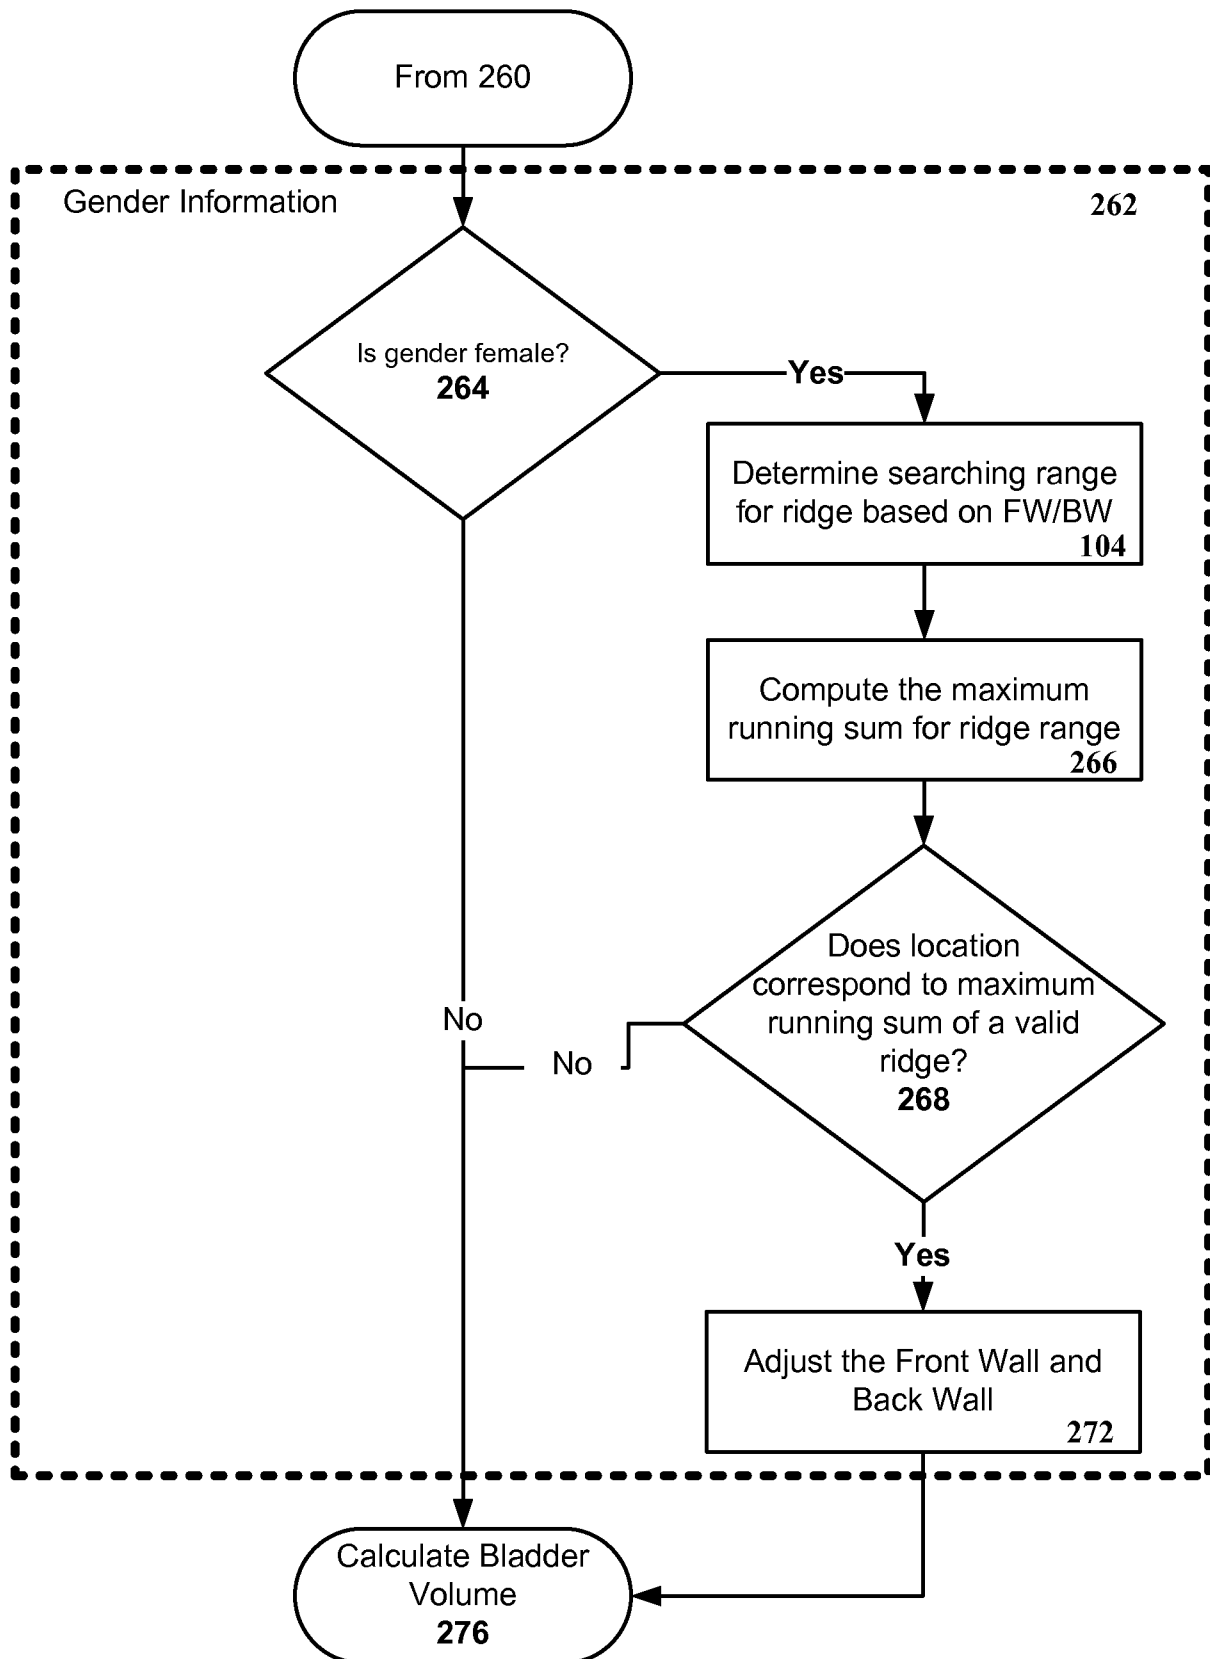 From 260
Gender Information
262
Is gender female?
264
Yes
Determine searching range
for ridge based on FW/BW
104
Compute the maximum
running sum for ridge range
266
Does location
correspond to maximum
running sum of a valid
ridge?
268
No
No
Yes
Adjust the Front Wall and
Back Wall
272
Calculate Bladder
Volume
276